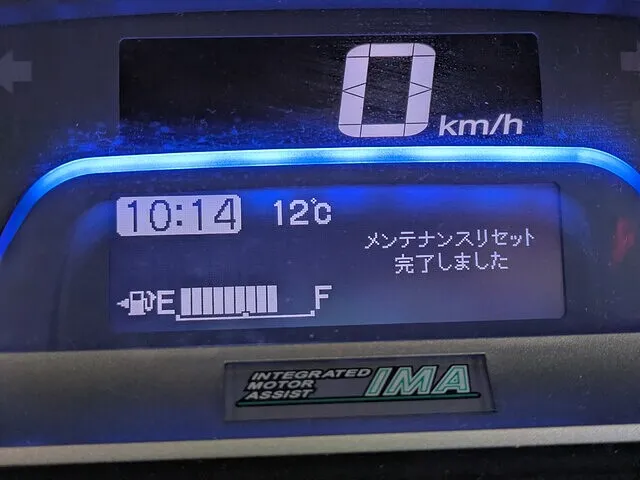 0 km/h
10:14 12℃
メンテナンスリセット
完了しました
E F
INTEGRATED
MOTOR
ASSIST
IMA